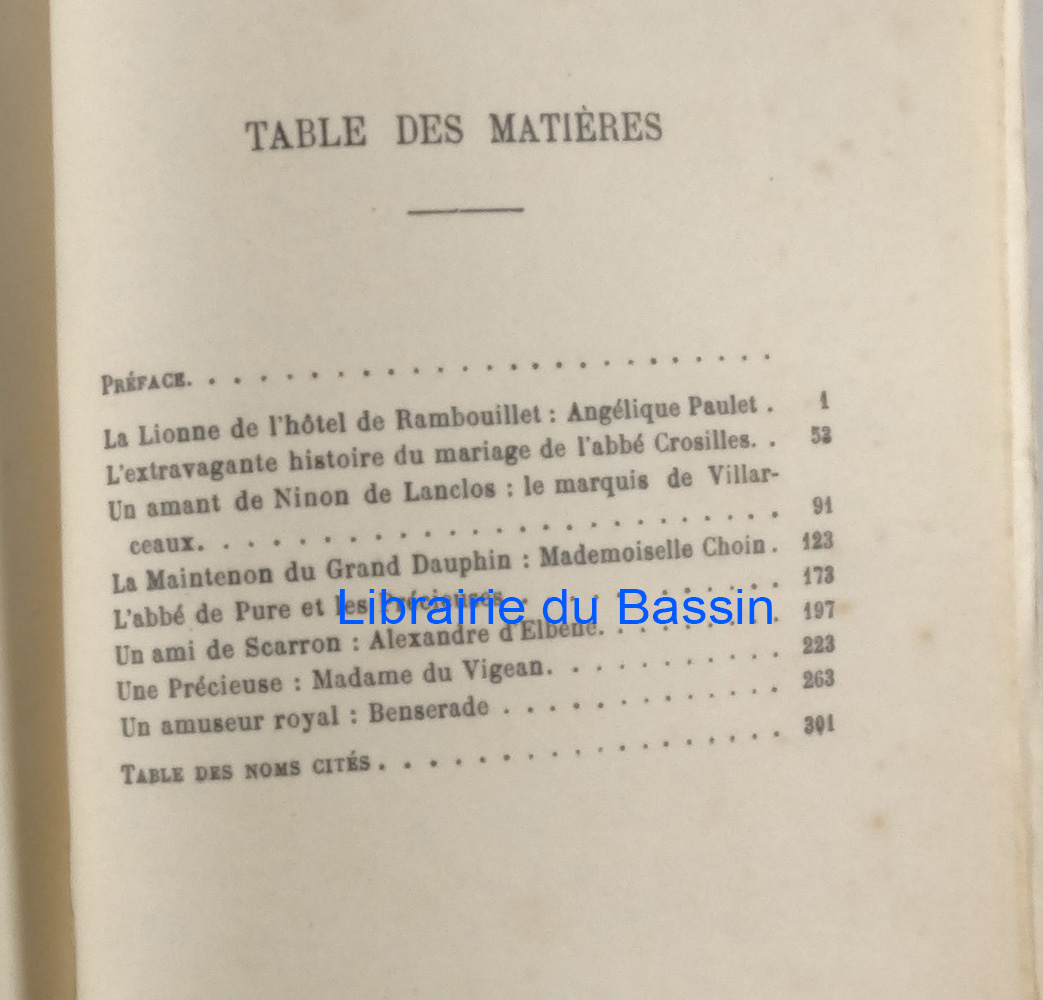 TABLE DES MATIÈRES
PRÉFACE. . . . . . . . . . . . . . . . . . . . . . . .
La Lionne de l'hôtel de Rambouillet : Angélique Paulet . 1
L'extravagante histoire du mariage de l'abbé Crosilles. . 53
Un amant de Ninon de Lanclos : le marquis de Villar-
ceaux. . . . . . . . . . . . . . . . . . . . . . . . 91
La Maintenon du Grand Dauphin : Mademoiselle Choin. 123
L'abbé de Pure et les Précieuses . . . . . . . . . . . 173
Librairie du Bassin
Un ami de Scarron : Alexandre d'Elbène. . . . . . . . 197
Une Précieuse : Madame du Vigean. . . . . . . . . . 223
Un amuseur royal : Benserade . . . . . . . . . . . . 263
TABLE DES NOMS CITÉS . . . . . . . . . . . . . . . . . 301